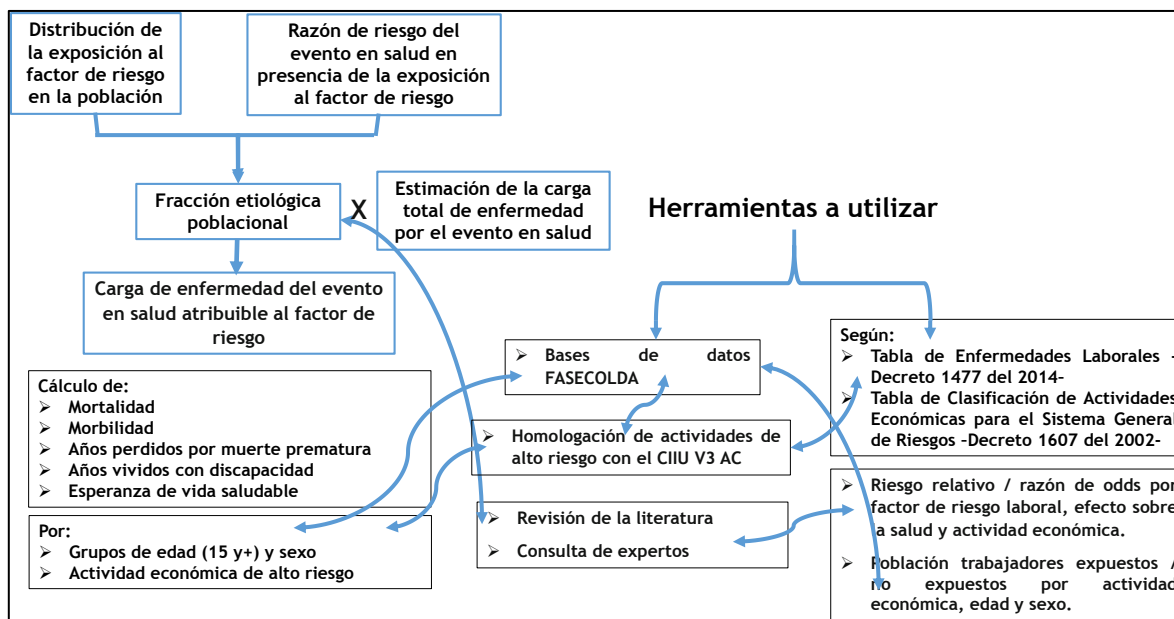 Distribución de
la exposición al
factor de riesgo
en la población
Razón de riesgo del
evento en salud en
presencia de la exposición
al factor de riesgo
Fracción etiológica
poblacional
X
Estimación de la carga
total de enfermedad
por el evento en salud
Carga de enfermedad del evento
en salud atribuible al factor de
riesgo
Herramientas a utilizar
Cálculo de:
➢ Mortalidad
➢ Morbilidad
➢ Años perdidos por muerte prematura
➢ Años vividos con discapacidad
➢ Esperanza de vida saludable
Por:
➢ Grupos de edad (15 y+) y sexo
➢ Actividad económica de alto riesgo
➢ Bases de datos
FASECOLDA
➢ Homologación de actividades de
alto riesgo con el CIIU V3 AC
➢ Revisión de la literatura
➢ Consulta de expertos
Según:
➢ Tabla de Enfermedades Laborales –
Decreto 1477 del 2014-
➢ Tabla de Clasificación de Actividades
Económicas para el Sistema General
de Riesgos –Decreto 1607 del 2002-
➢ Riesgo relativo / razón de odds por
factor de riesgo laboral, efecto sobre
la salud y actividad económica.
➢ Población trabajadores expuestos /
no expuestos por actividad
económica, edad y sexo.